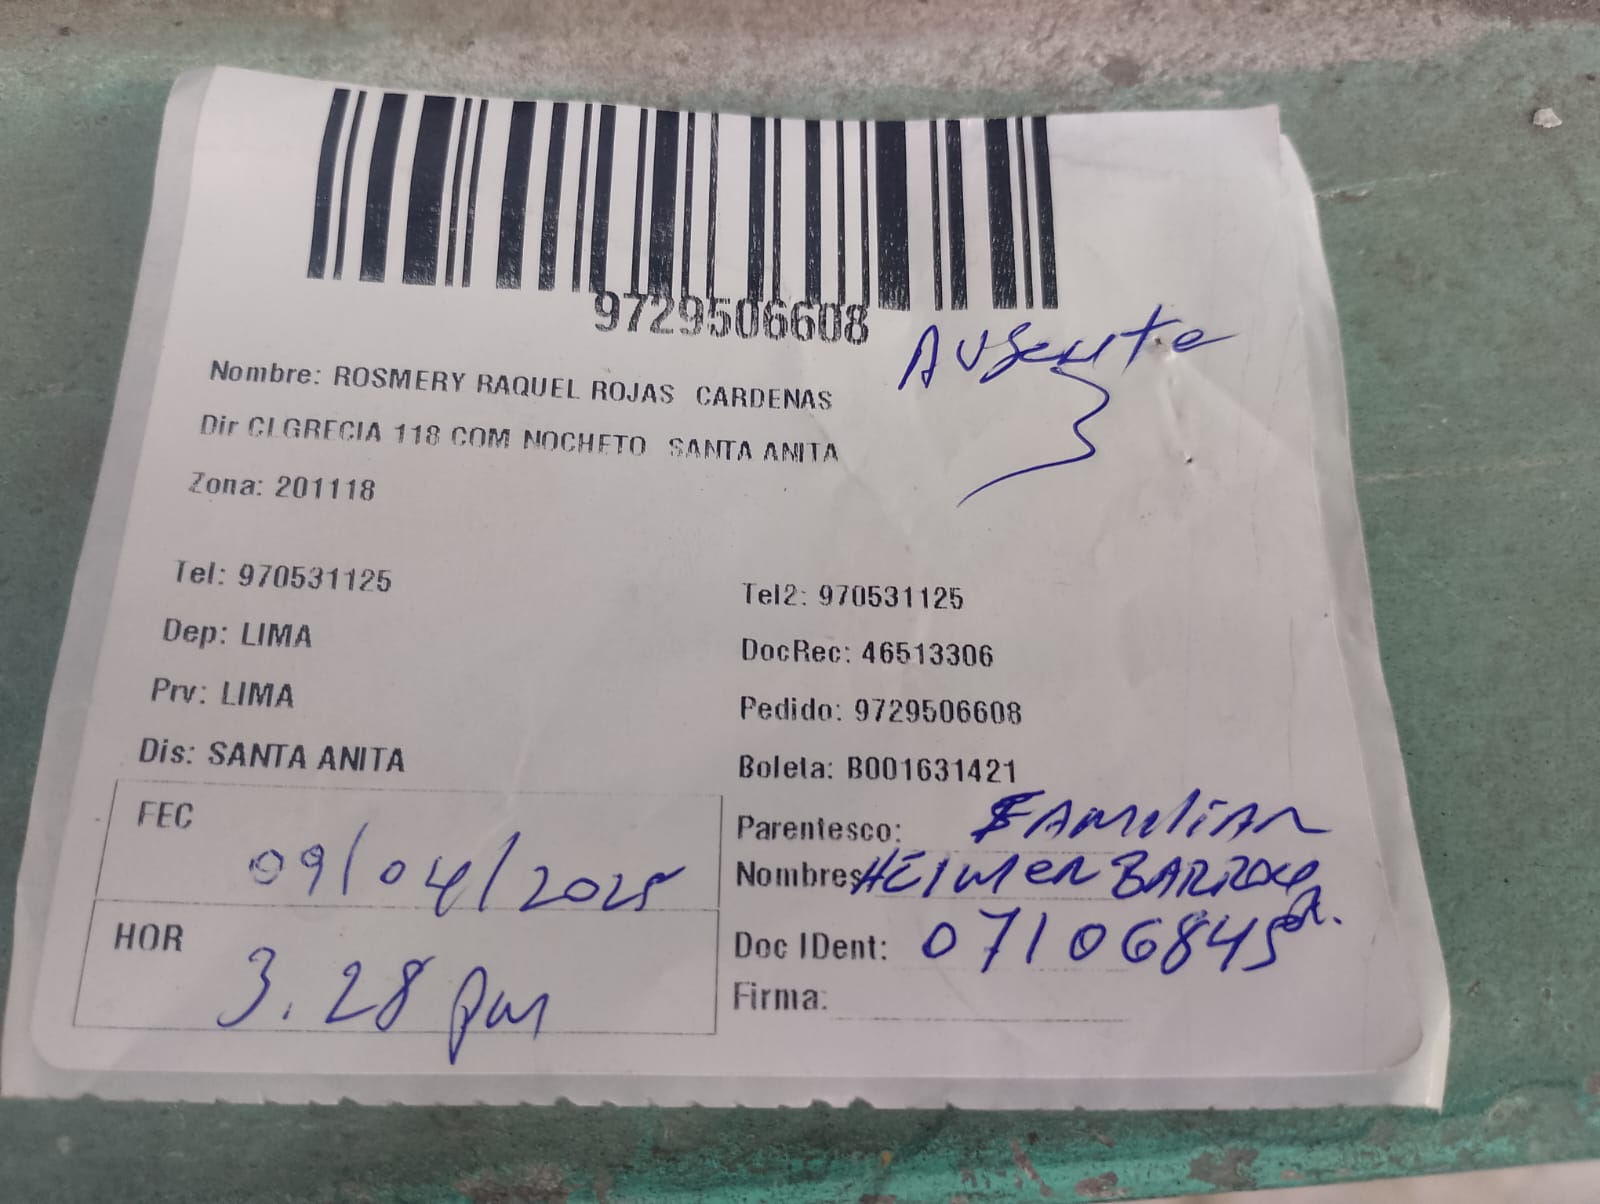 9729506608
Ausente
Nombre: ROSMERY RAQUEL ROJAS CARDENAS
Dir CLGRECIA 118 COM NOCHETO SANTA ANITA
Zona: 201118
Tel: 970531125
Tel2: 970531125
Dep: LIMA
DocRec: 46513306
Prv: LIMA
Pedido: 9729506608
Dis: SANTA ANITA
Boleta: B001631421
FEC 09/04/2025
Parentesco: FAMILIAR
Nombres HEIMER
HOR 3.28 pm
Doc IDent: 07106845
Firma: